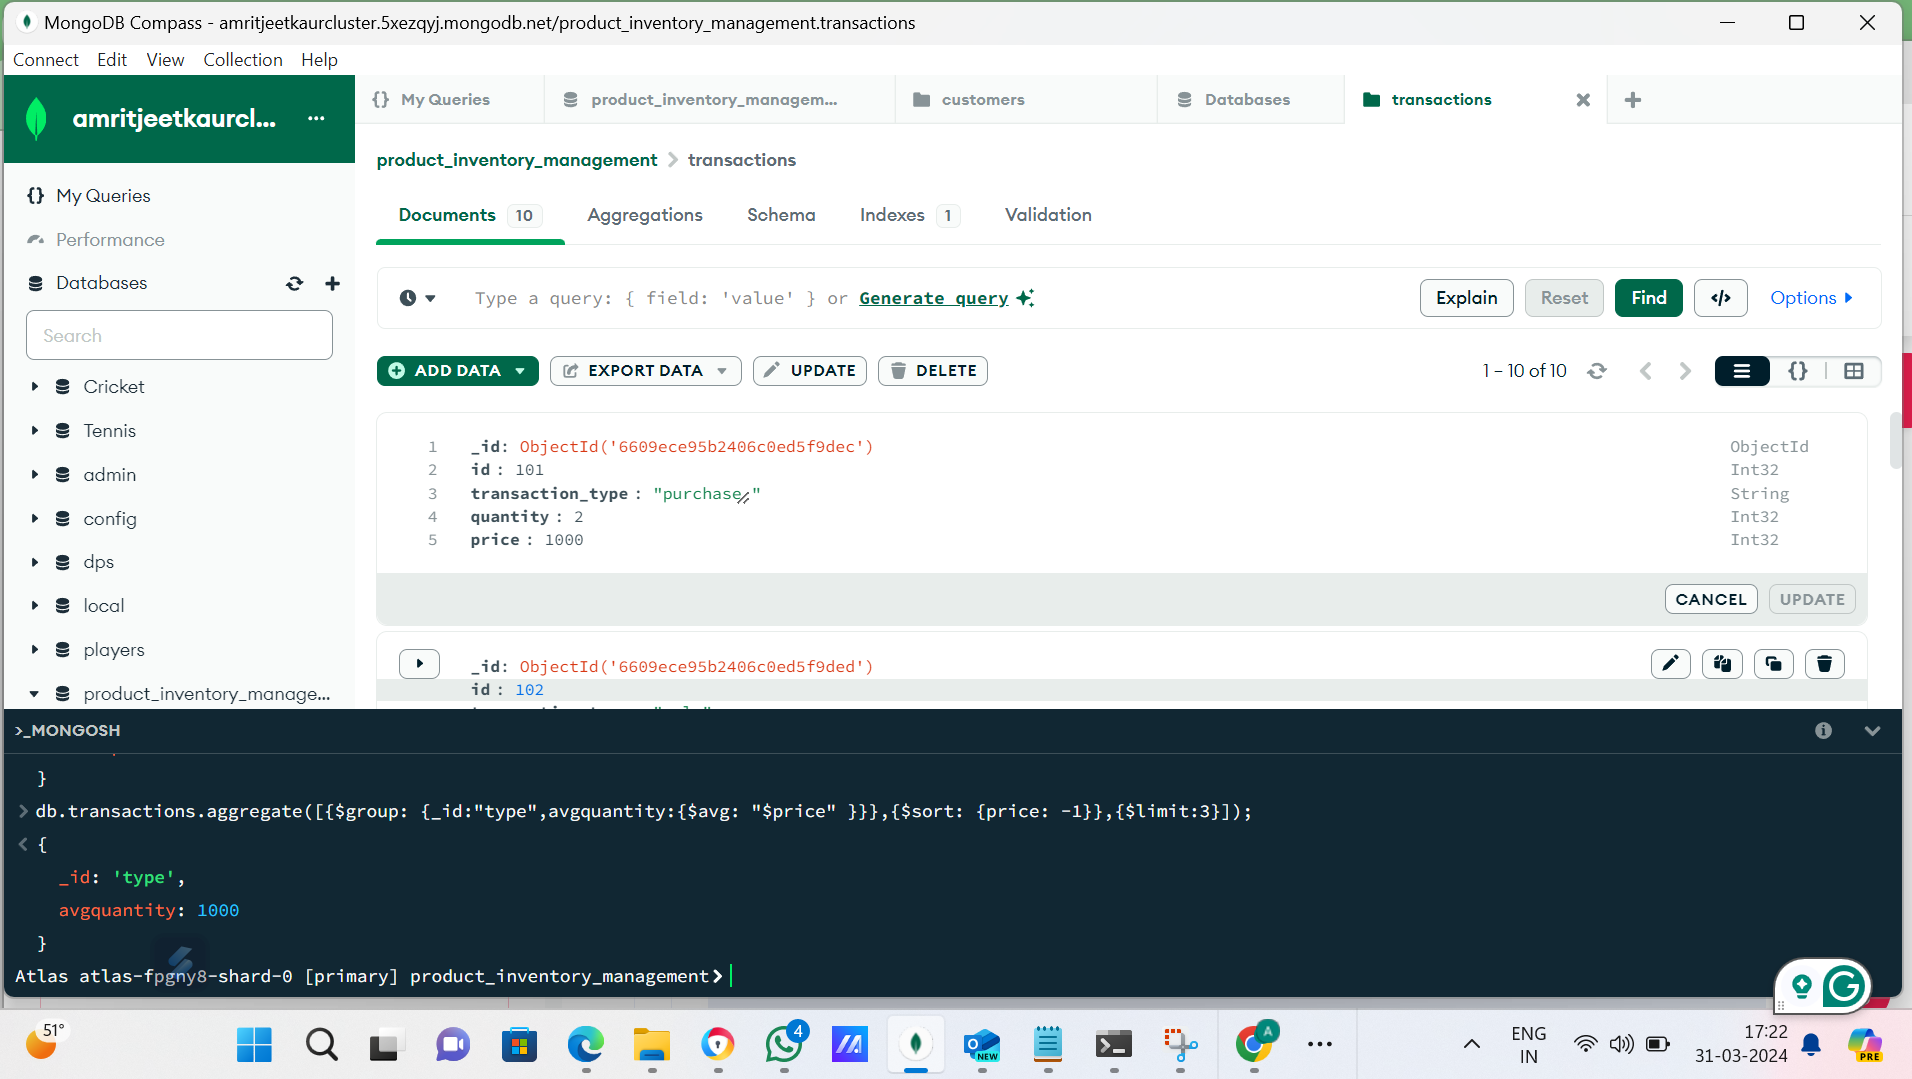 MongoDB Compass - amritjeetkaurcluster.5xezqyj.mongodb.net/product_inventory_management.transactions
Connect Edit View Collection Help
amritjeetkaurcl... ...
{} My Queries
product_inventory_managem...
customers
Databases
transactions
product_inventory_management > transactions
My Queries
Performance
Databases
Search
Cricket
Tennis
admin
config
dps
local
players
product_inventory_manage...
Documents 10 Aggregations Schema Indexes 1 Validation
Type a query: { field: 'value' } or Generate query
Explain Reset Find </> Options
ADD DATA EXPORT DATA UPDATE DELETE
1 – 10 of 10 {}
1 _id: ObjectId('6609ece95b2406c0ed5f9dec') ObjectId
2 id : 101 Int32
3 transaction_type : "purchase " String
4 quantity : 2 Int32
5 price : 1000 Int32
CANCEL UPDATE
_id: ObjectId('6609ece95b2406c0ed5f9ded')
id : 102
>_MONGOSH
}
> db.transactions.aggregate([{$group: {_id:"type",avgquantity:{$avg: "$price" }}},{$sort: {price: -1}},{$limit:3}]);
< {
_id: 'type',
avgquantity: 1000
}
Atlas atlas-fpgny8-shard-0 [primary] product_inventory_management>
51°
4
NEW
A
ENG
IN
17:22
31-03-2024
PRE